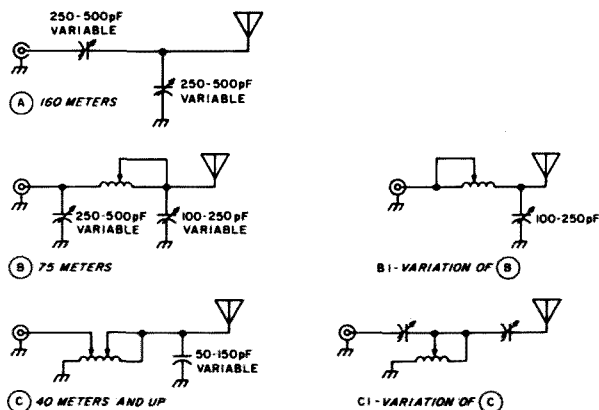 250-500pF
VARIABLE
250-500pF
VARIABLE
A 160 METERS
250-500pF
VARIABLE
100-250pF
VARIABLE
B 75 METERS
100-250pF
B1-VARIATION OF B
50-150pF
VARIABLE
C 40 METERS AND UP
C1-VARIATION OF C